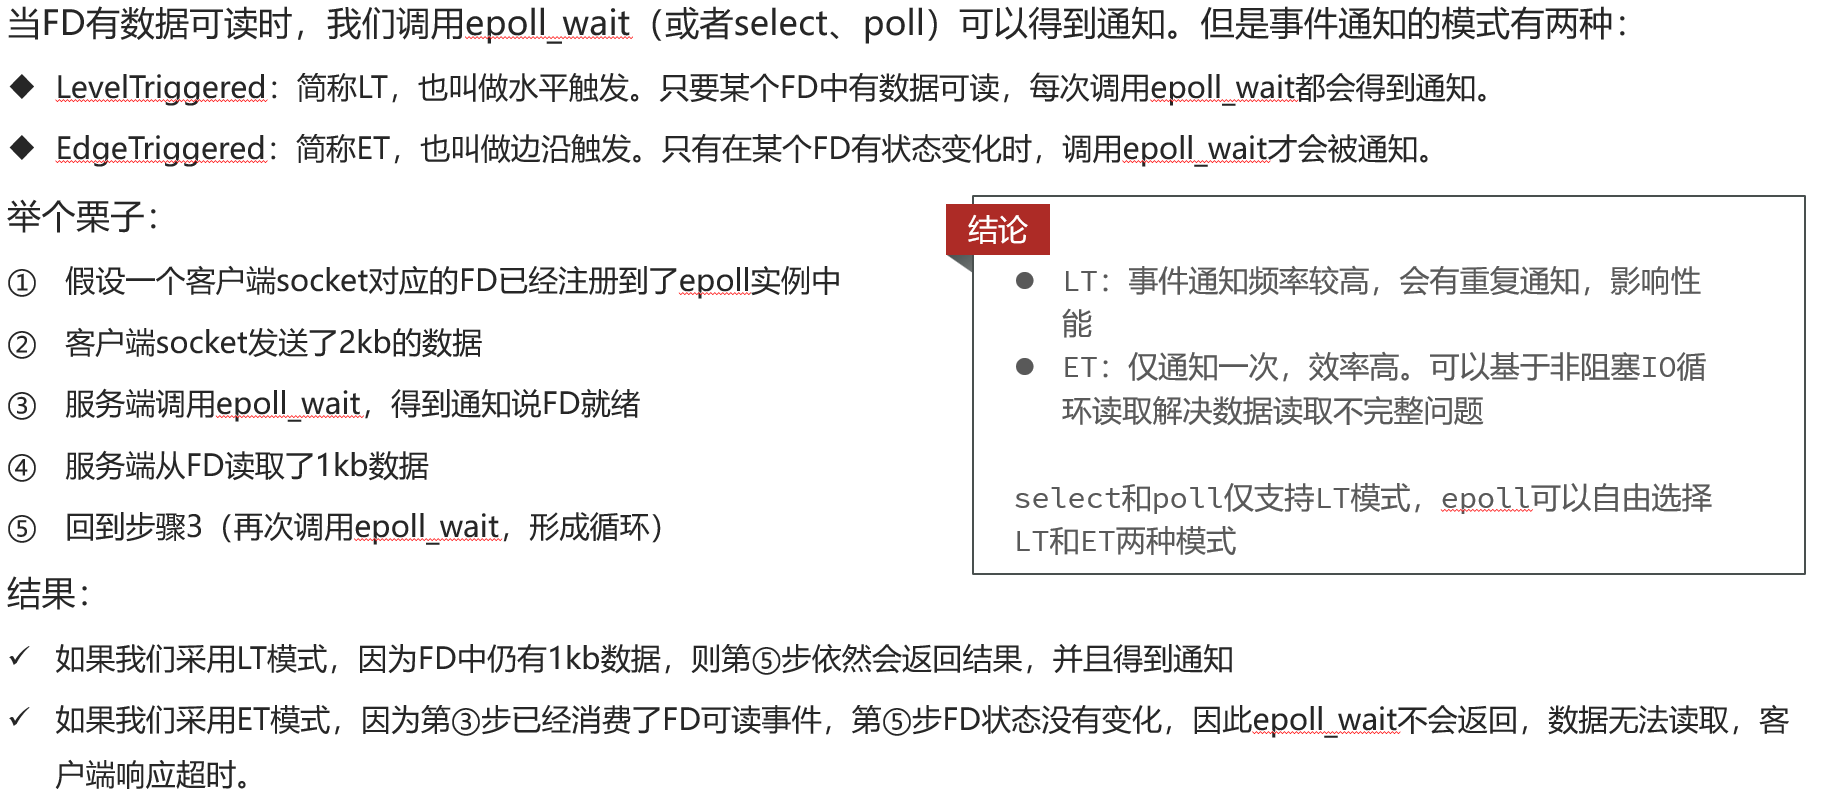 当FD有数据可读时，我们调用epoll_wait（或者select、poll）可以得到通知。但是事件通知的模式有两种：
◆ LevelTriggered：简称LT，也叫做水平触发。只要某个FD中有数据可读，每次调用epoll_wait都会得到通知。
◆ EdgeTriggered：简称ET，也叫做边沿触发。只有在某个FD有状态变化时，调用epoll_wait才会被通知。
举个栗子：
① 假设一个客户端socket对应的FD已经注册到了epoll实例中
② 客户端socket发送了2kb的数据
③ 服务端调用epoll_wait，得到通知说FD就绪
④ 服务端从FD读取了1kb数据
⑤ 回到步骤3（再次调用epoll_wait，形成循环）
结论
● LT：事件通知频率较高，会有重复通知，影响性
能
● ET：仅通知一次，效率高。可以基于非阻塞IO循
环读取解决数据读取不完整问题
select和poll仅支持LT模式，epoll可以自由选择
LT和ET两种模式
结果：
✓ 如果我们采用LT模式，因为FD中仍有1kb数据，则第⑤步依然会返回结果，并且得到通知
✓ 如果我们采用ET模式，因为第③步已经消费了FD可读事件，第⑤步FD状态没有变化，因此epoll_wait不会返回，数据无法读取，客
户端响应超时。